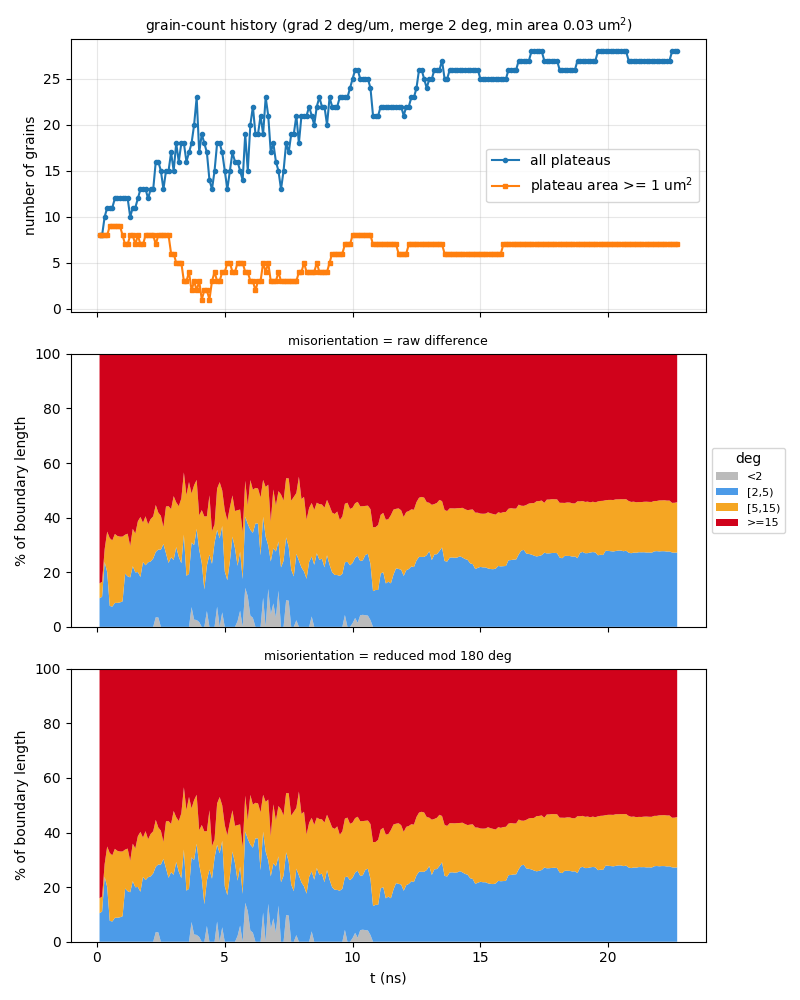 grain-count history (grad 2 deg/um, merge 2 deg, min area 0.03 um²)
number of grains
25
20
15
10
5
0
all plateaus
plateau area >= 1 um²
misorientation = raw difference
% of boundary length
100
80
60
40
20
0
deg
<2
[2,5)
[5,15)
>=15
misorientation = reduced mod 180 deg
% of boundary length
100
80
60
40
20
0
0
5
10
15
20
t (ns)